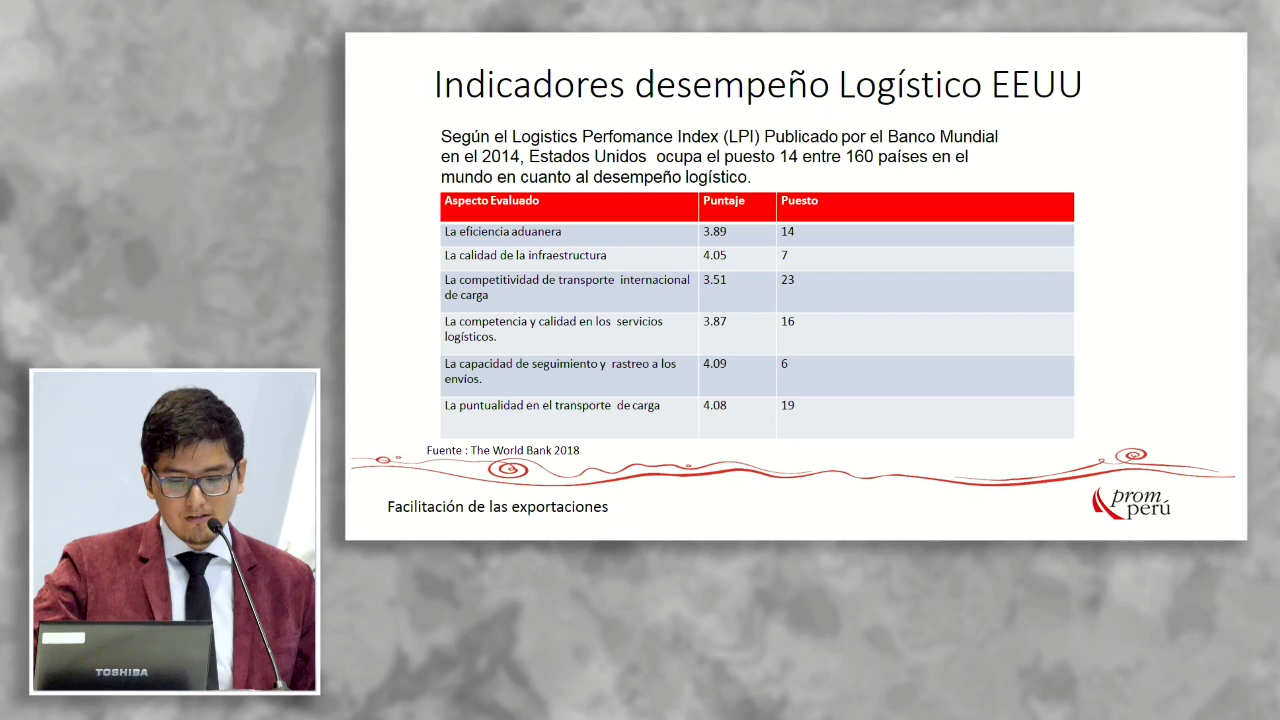 Indicadores desempeño Logístico EEUU
Según el Logistics Perfomance Index (LPI) Publicado por el Banco Mundial
en el 2014, Estados Unidos ocupa el puesto 14 entre 160 países en el
mundo en cuanto al desempeño logístico.
Aspecto Evaluado Puntaje Puesto
La eficiencia aduanera 3.89 14
La calidad de la infraestructura 4.05 7
La competitividad de transporte internacional 3.51 23
de carga
La competencia y calidad en los servicios 3.87 16
logísticos.
La capacidad de seguimiento y rastreo a los 4.09 6
envíos.
La puntualidad en el transporte de carga 4.08 19
Fuente : The World Bank 2018
Facilitación de las exportaciones
prom
perú
TOSHIBA